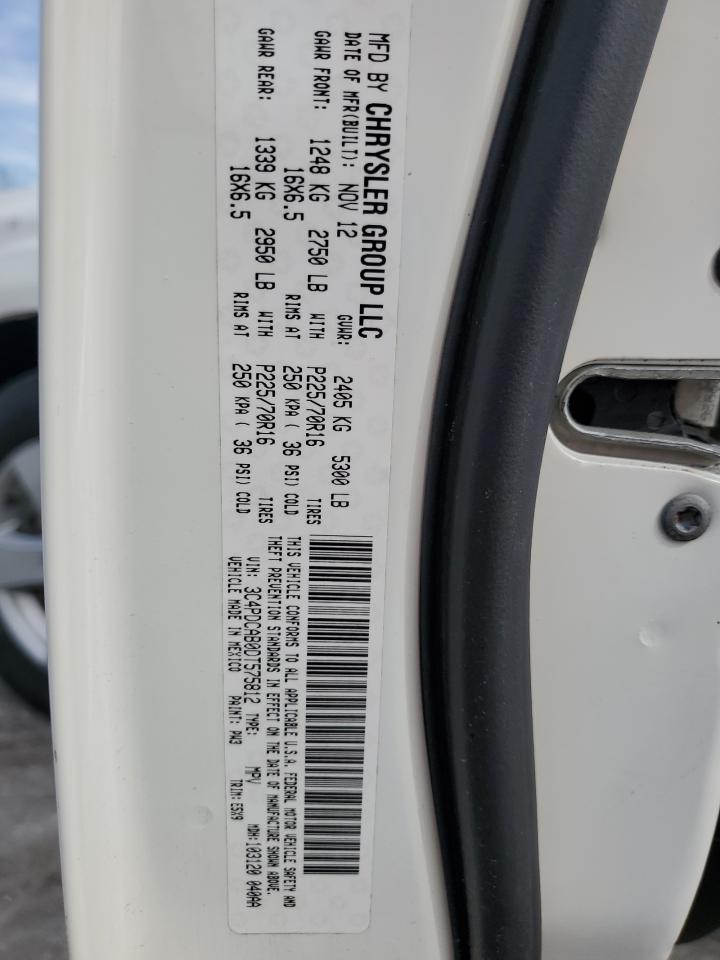 MFD BY CHRYSLER GROUP LLC
DATE OF MFR(BUILT): NOV 12 GVWR: 2405 KG 5300 LB
GAWR FRONT: 1248 KG 2750 LB WITH P225/70R16 TIRES
16X6.5 RIMS AT 250 KPA ( 36 PSI) COLD
GAWR REAR: 1339 KG 2950 LB WITH P225/70R16 TIRES
16X6.5 RIMS AT 250 KPA ( 36 PSI) COLD
THIS VEHICLE CONFORMS TO ALL APPLICABLE U.S.A. FEDERAL MOTOR VEHICLE SAFETY AND
THEFT PREVENTION STANDARDS IN EFFECT ON THE DATE OF MANUFACTURE SHOWN ABOVE.
VIN: 3C4PDCAB0DT575812 TYPE: MPV MDH:103120 040AA
VEHICLE MADE IN MEXICO PAINT: PW3 TRIM: E5X9